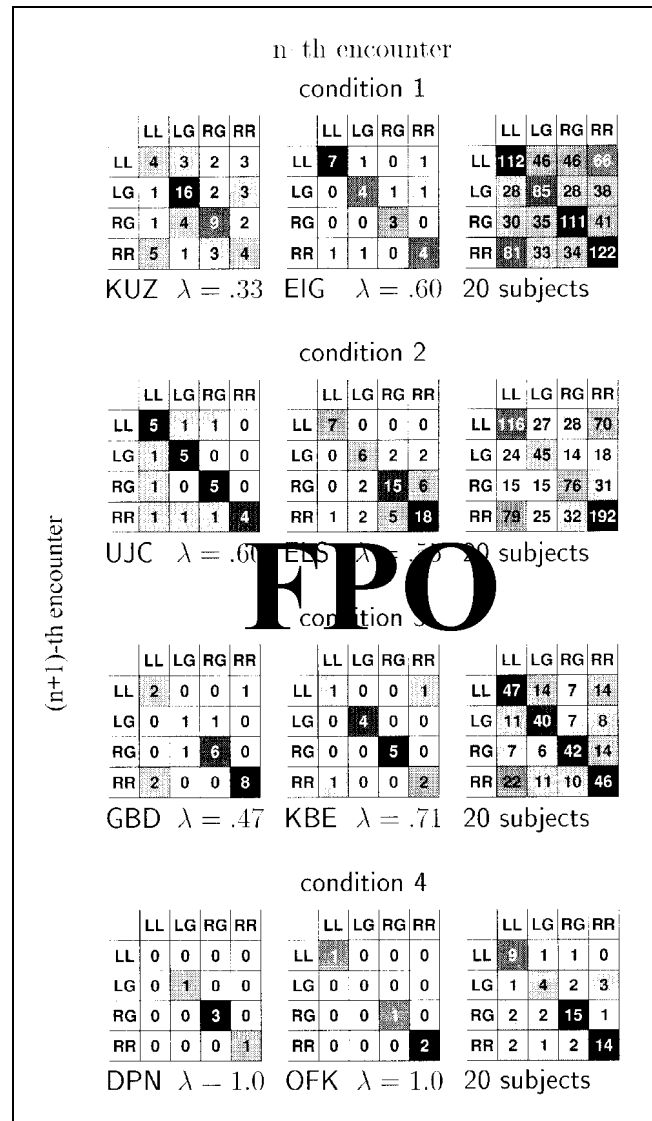 n- th encounter
condition 1
LL LG RG RR LL LG RG RR LL LG RG RR
LL 4 3 2 3 LL 7 1 0 1 LL 112 46 46 66
LG 1 16 2 3 LG 0 4 1 1 LG 28 85 28 38
RG 1 4 9 2 RG 0 0 3 0 RG 30 35 111 41
RR 5 1 3 4 RR 1 1 0 4 RR 81 33 34 122
KUZ λ = .33 EIG λ = .60 20 subjects
condition 2
LL LG RG RR LL LG RG RR LL LG RG RR
LL 5 1 1 0 LL 7 0 0 0 LL 116 27 28 70
LG 1 5 0 0 LG 0 6 2 2 LG 24 45 14 18
RG 1 0 5 0 RG 0 2 15 6 RG 15 15 76 31
RR 1 1 1 4 RR 1 2 5 18 RR 79 25 32 192
UJC λ = ELS λ = 20 subjects
FPO
condition
(n+1)-th encounter
LL LG RG RR LL LG RG RR LL LG RG RR
LL 2 0 0 1 LL 1 0 0 1 LL 47 14 7 14
LG 0 1 1 0 LG 0 4 0 0 LG 11 40 7 8
RG 0 1 6 0 RG 0 0 5 0 RG 7 6 42 14
RR 2 0 0 8 RR 1 0 0 2 RR 22 11 10 46
GBD λ = .47 KBE λ = .71 20 subjects
condition 4
LL LG RG RR LL LG RG RR LL LG RG RR
LL 0 0 0 0 LL 1 0 0 0 LL 9 1 1 0
LG 0 1 0 0 LG 0 0 0 0 LG 1 4 2 3
RG 0 0 3 0 RG 0 0 1 0 RG 2 2 15 1
RR 0 0 0 1 RR 0 0 0 2 RR 2 1 2 14
DPN λ – 1.0 OFK λ = 1.0 20 subjects